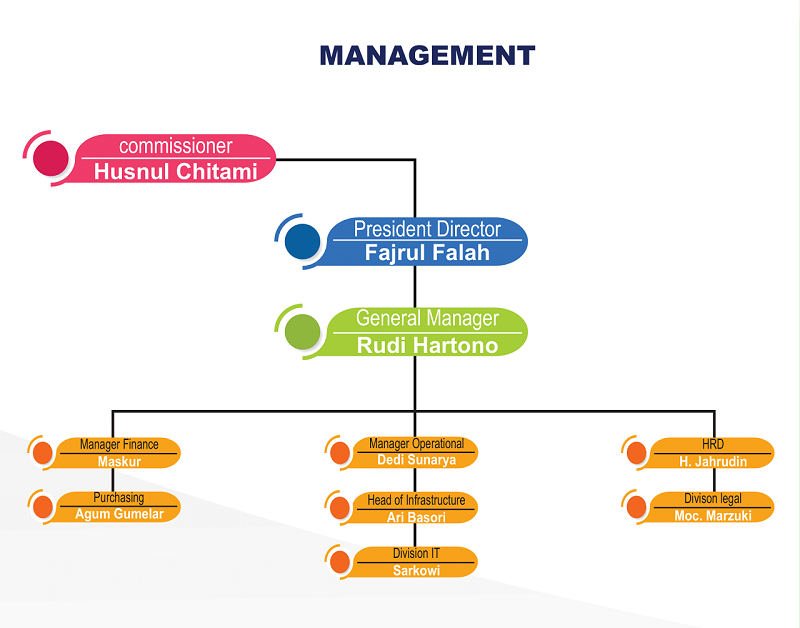 MANAGEMENT
commissioner
Husnul Chitami
President Director
Fajrul Falah
General Manager
Rudi Hartono
Manager Finance
Maskur
Manager Operational
Dedi Sunarya
HRD
H. Jahrudin
Purchasing
Agum Gumelar
Head of Infrastructure
Ari Basori
Divison legal
Moc. Marzuki
Division IT
Sarkowi